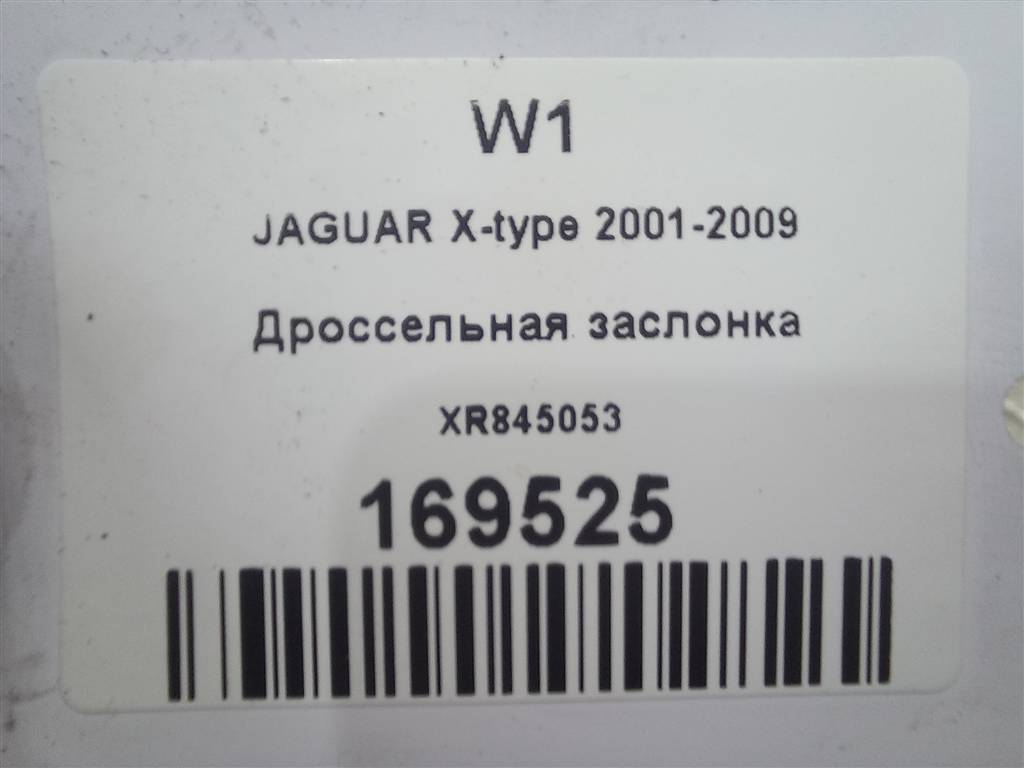 W1
JAGUAR X-type 2001-2009
Дроссельная заслонка
XR845053
169525